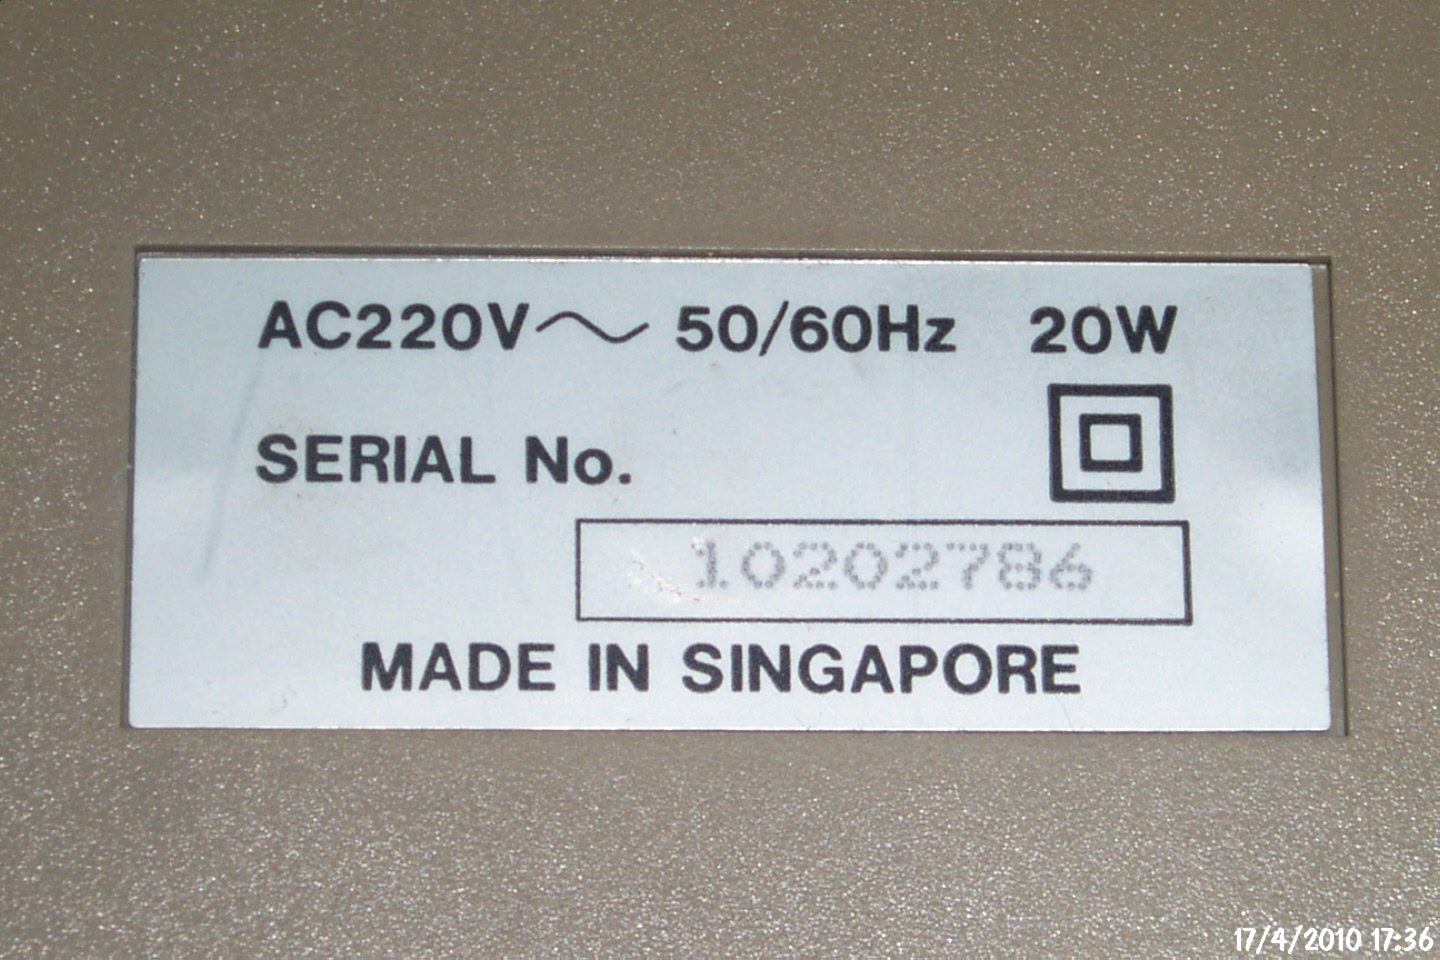 AC220V～ 50/60Hz 20W
SERIAL No.
10202786
MADE IN SINGAPORE
17/4/2010 17:36